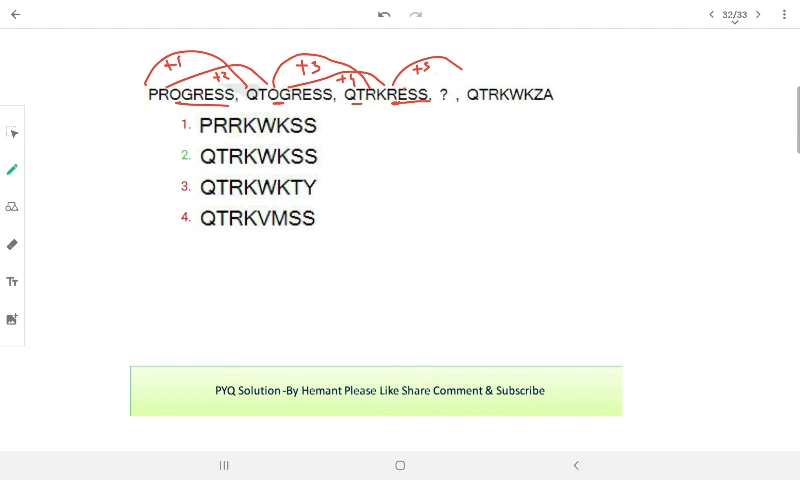 32/33
+1 +2 +3 +4 +5
PROGRESS, QTOGRESS, QTRKRESS, ? , QTRKWKZA
1. PRRKWKSS
2. QTRKWKSS
3. QTRKWKTY
4. QTRKVMSS
Tт
PYQ Solution -By Hemant Please Like Share Comment & Subscribe